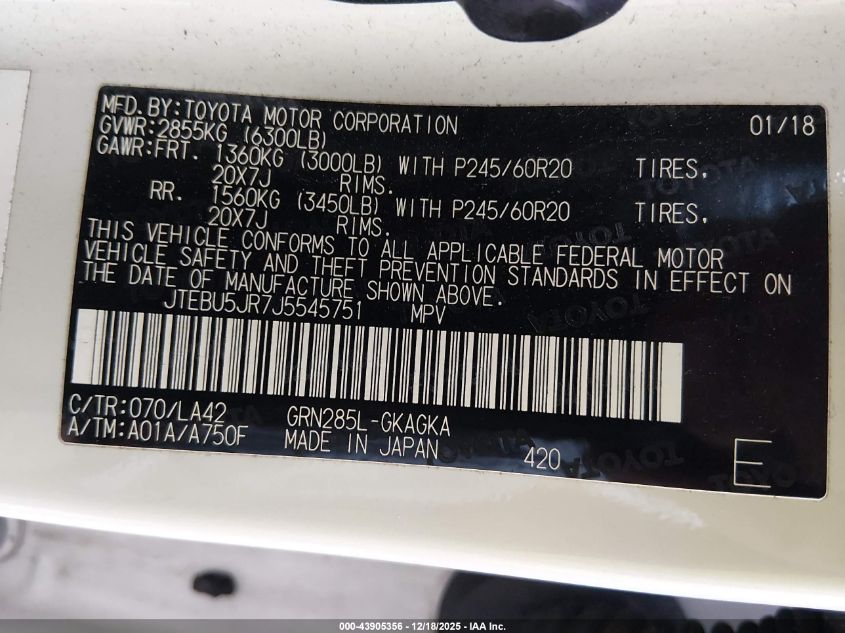 MFD. BY: TOYOTA MOTOR CORPORATION 01/18
GVWR: 2855KG (6300LB)
GAWR: FRT. 1360KG (3000LB) WITH P245/60R20 TIRES,
20X7J RIMS.
RR. 1560KG (3450LB) WITH P245/60R20 TIRES,
20X7J RIMS.
THIS VEHICLE CONFORMS TO ALL APPLICABLE FEDERAL MOTOR
VEHICLE SAFETY AND THEFT PREVENTION STANDARDS IN EFFECT ON
THE DATE OF MANUFACTURE SHOWN ABOVE.
JTEBU5JR7J5545751 MPV
C/TR: 070/LA42 GRN285L-GKAGKA
A/TM: A01A/A750F MADE IN JAPAN 420 E
000-43905356 - 12/18/2025 - IAA Inc.